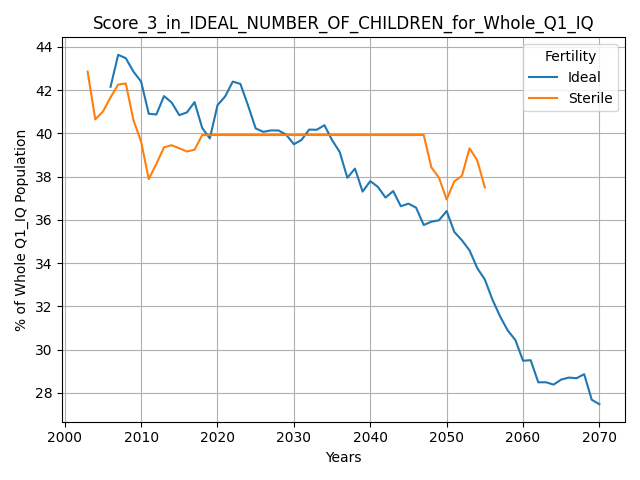 Score_3_in_IDEAL_NUMBER_OF_CHILDREN_for_Whole_Q1_IQ
Fertility
Ideal
Sterile
% of Whole Q1_IQ Population
44
42
40
38
36
34
32
30
28
2000 2010 2020 2030 2040 2050 2060 2070
Years